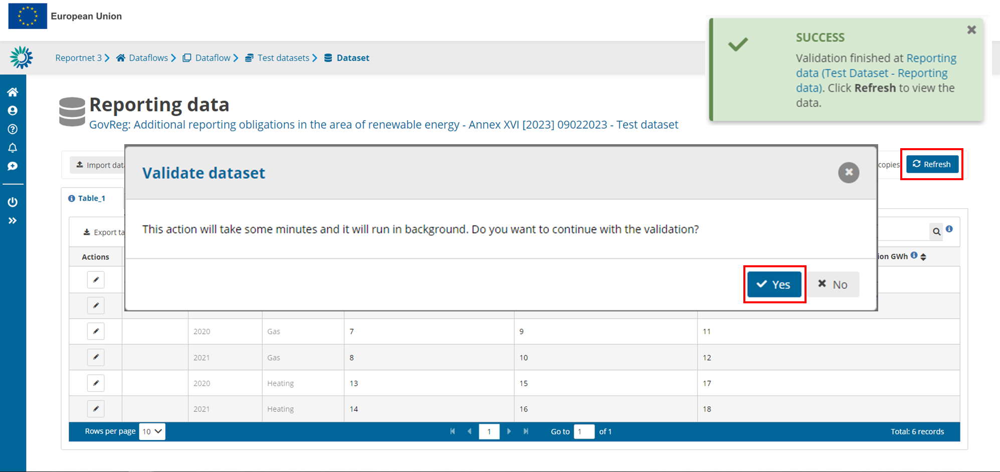 European Union
SUCCESS
Validation finished at Reporting
data (Test Dataset - Reporting
data). Click Refresh to view the
data.
Reportnet 3 Dataflows Dataflow Test datasets Dataset
Reporting data
GovReg: Additional reporting obligations in the area of renewable energy - Annex XVI [2023] 09022023 - Test dataset
Import dat
copies Refresh
Validate dataset
Table_1
This action will take some minutes and it will run in background. Do you want to continue with the validation?
Export ta
Actions
ion GWh
Yes No
2020 Gas 7 9 11
2021 Gas 8 10 12
2020 Heating 13 15 17
2021 Heating 14 16 18
Rows per page 10 1 Go to 1 of 1 Total: 6 records